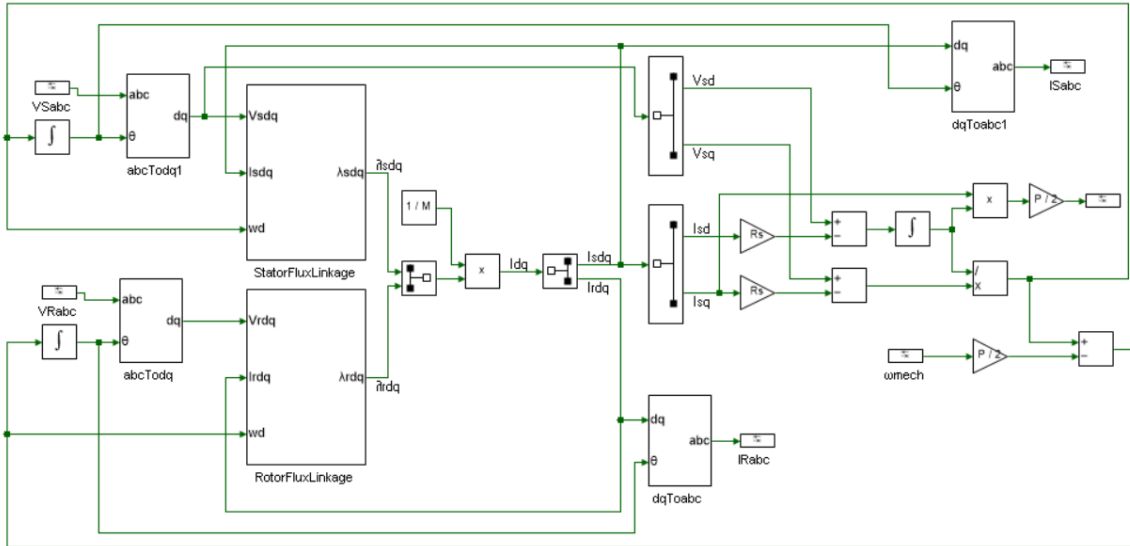 dq
abc
θ
ISabc
dqToabc1
abc
dq
θ
VSabc
∫
abcTodq1
Vsdq
Isdq
λsdq
wd
StatorFluxLinkage
λsdq
1 / M
x
Idq
Isdq
Irdq
Vsd
Vsq
Isd
Rs
Isq
Rs
+
−
∫
+
−
x
P / 2
/
x
+
−
P / 2
ωmech
abc
dq
θ
VRabc
∫
abcTodq
Vrdq
Irdq
λrdq
wd
RotorFluxLinkage
λrdq
dq
abc
θ
IRabc
dqToabc